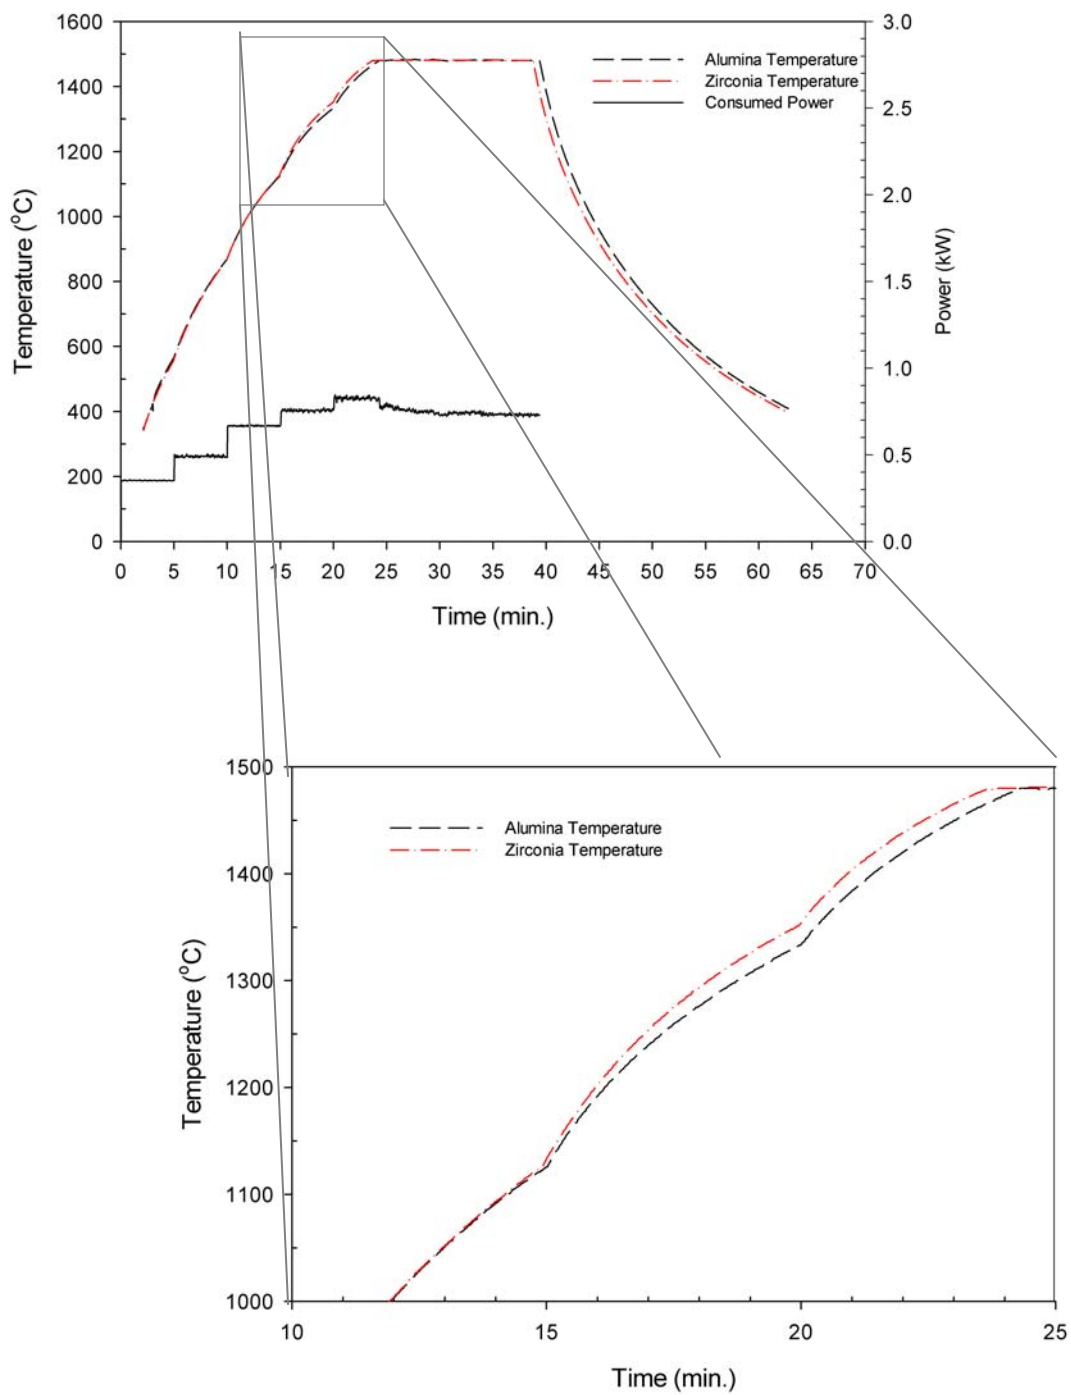 1600
1400
1200
1000
800
600
400
200
0
Temperature (°C)
3.0
2.5
2.0
1.5
1.0
0.5
0.0
Power (kW)
Alumina Temperature
Zirconia Temperature
Consumed Power
0 5 10 15 20 25 30 35 40 45 50 55 60 65 70
Time (min.)
1500
1400
1300
1200
1100
1000
Temperature (°C)
Alumina Temperature
Zirconia Temperature
10 15 20 25
Time (min.)